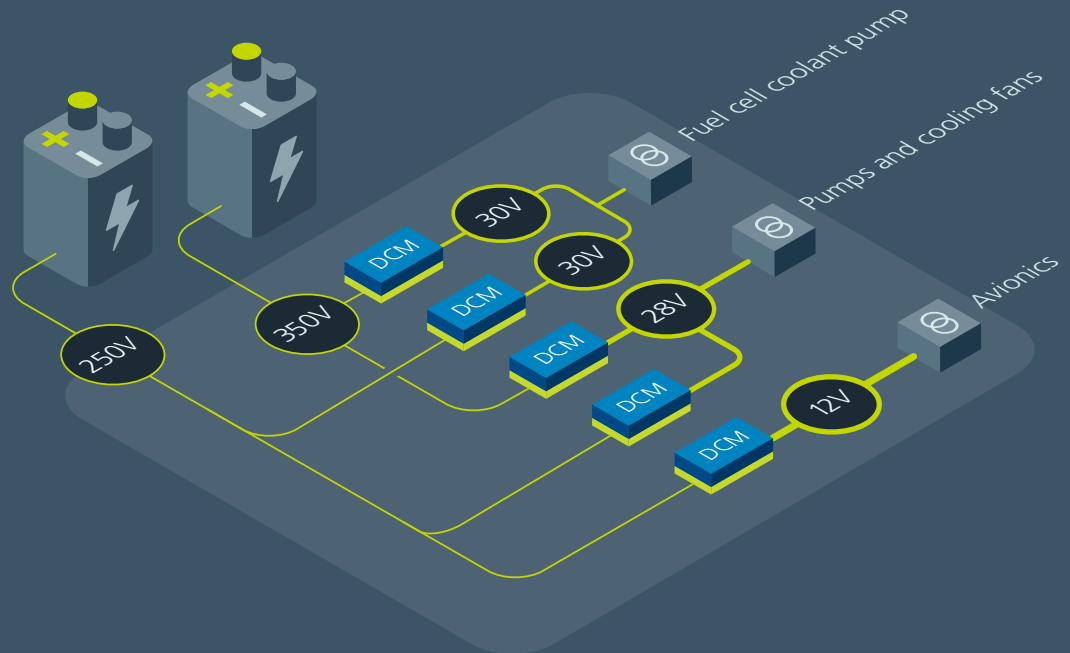 Fuel cell coolant pump
Pumps and cooling fans
Avionics
30V
30V
28V
12V
350V
250V
DCM
DCM
DCM
DCM
DCM